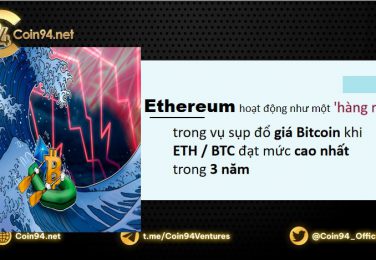 Coin94.net
Ethereum hoạt động như một 'hàng
trong vụ sụp đổ giá Bitcoin khi
ETH / BTC đạt mức cao nhất
trong 3 năm
Coin94.net
t.me/Coin94Ventures
@Coin94_Offic